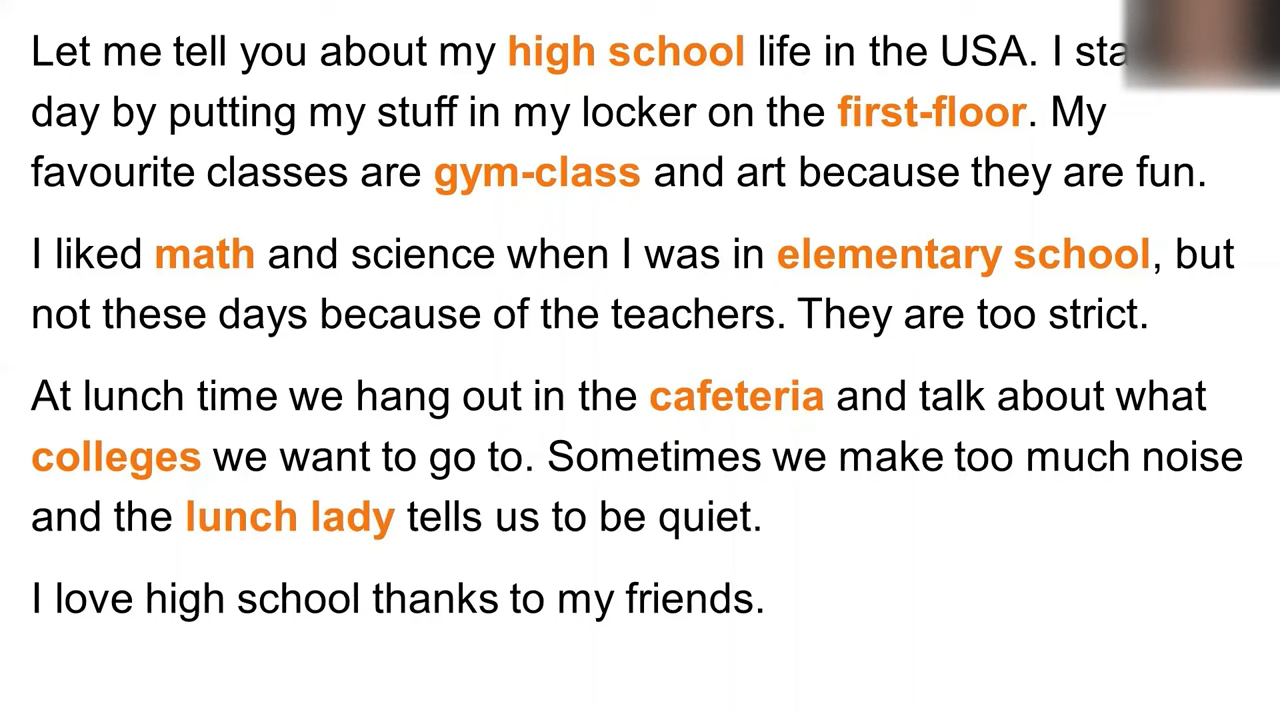 Let me tell you about my high school life in the USA. I
day by putting my stuff in my locker on the first-floor. My
favourite classes are gym-class and art because they are fun.
I liked math and science when I was in elementary school, but
not these days because of the teachers. They are too strict.
At lunch time we hang out in the cafeteria and talk about what
colleges we want to go to. Sometimes we make too much noise
and the lunch lady tells us to be quiet.
I love high school thanks to my friends.